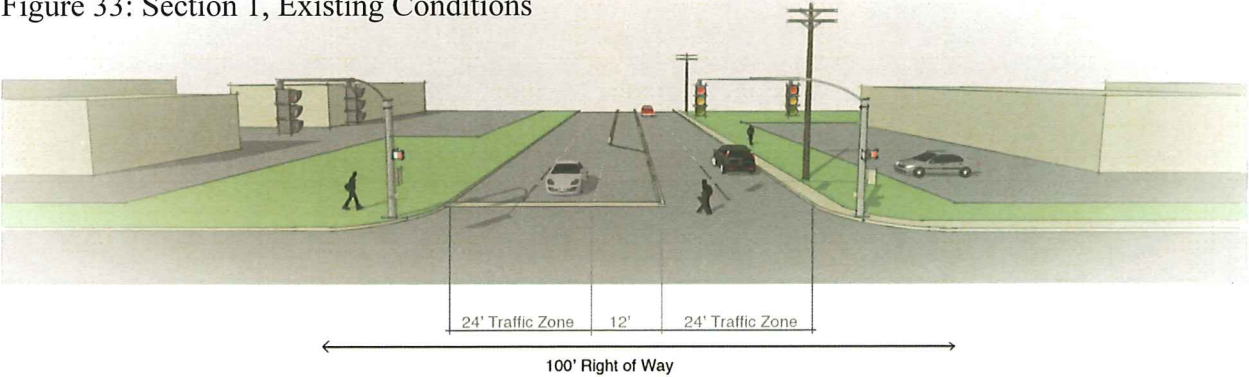 Figure 33: Section 1, Existing Conditions
24' Traffic Zone 12' 24' Traffic Zone
100' Right of Way